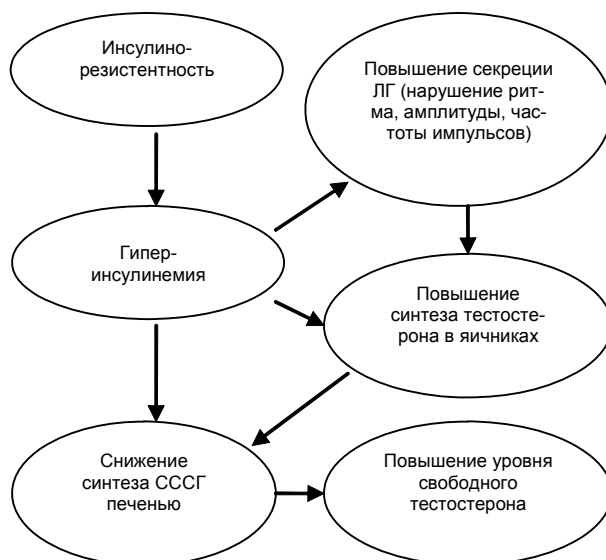 Инсулино-
резистентность
Повышение секреции
ЛГ (нарушение рит-
ма, амплитуды, час-
тоты импульсов)
Гипер-
инсулинемия
Повышение
синтеза тестосте-
рона в яичниках
Снижение
синтеза СССГ
печенью
Повышение уровня
свободного
тестостерона